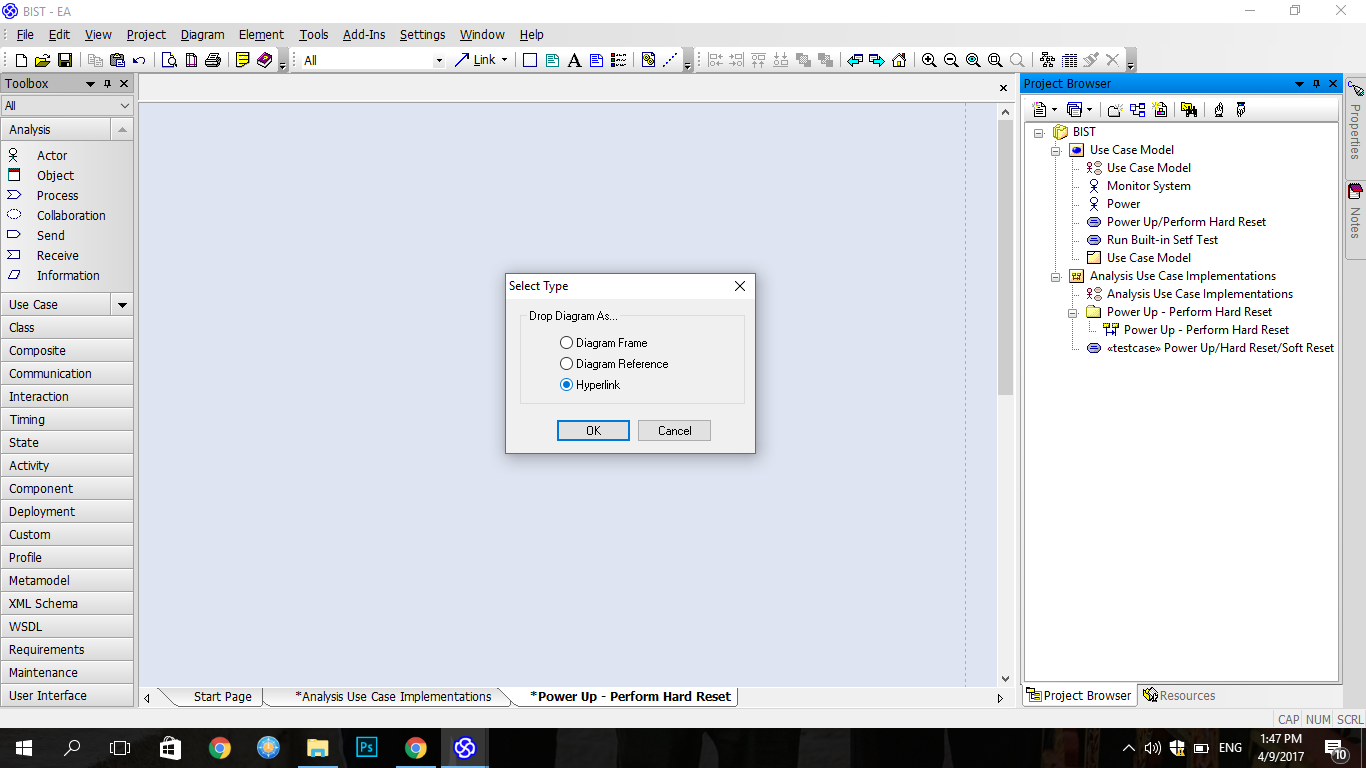 BIST - EA
File Edit View Project Diagram Element Tools Add-Ins Settings Window Help
All Link
Toolbox
All
Analysis
Actor
Object
Process
Collaboration
Send
Receive
Information
Use Case
Class
Composite
Communication
Interaction
Timing
State
Activity
Component
Deployment
Custom
Profile
Metamodel
XML Schema
WSDL
Requirements
Maintenance
User Interface
Select Type
Drop Diagram As...
Diagram Frame
Diagram Reference
Hyperlink
OK Cancel
Start Page *Analysis Use Case Implementations *Power Up - Perform Hard Reset
Project Browser
BIST
Use Case Model
Use Case Model
Monitor System
Power
Power Up/Perform Hard Reset
Run Built-in Setf Test
Use Case Model
Analysis Use Case Implementations
Analysis Use Case Implementations
Power Up - Perform Hard Reset
Power Up - Perform Hard Reset
«testcase» Power Up/Hard Reset/Soft Reset
Project Browser Resources
Properties
Notes
CAP NUM SCRL
Ps
ENG
1:47 PM
4/9/2017
10